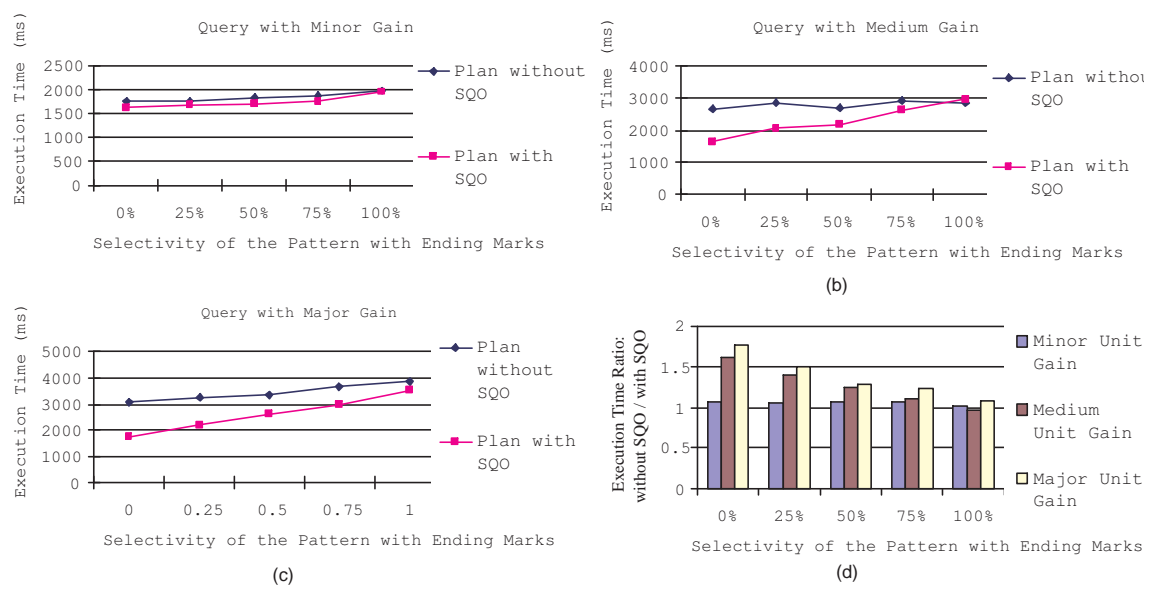 Query with Minor Gain
Execution Time (ms)
2500
2000
1500
1000
500
0
0% 25% 50% 75% 100%
Selectivity of the Pattern with Ending Marks
Plan without
SQO
Plan with
SQO
Query with Medium Gain
Execution Time (ms)
4000
3000
2000
1000
0
0% 25% 50% 75% 100%
Selectivity of the Pattern with Ending Marks
Plan withou
SQO
Plan with
SQO
(b)
Query with Major Gain
Execution Time (ms)
5000
4000
3000
2000
1000
0
0 0.25 0.5 0.75 1
Selectivity of the Pattern with Ending Marks
Plan
without
SQO
Plan with
SQO
(c)
Execution Time Ratio:
without SQO / with SQO
2
1.5
1
0.5
0
0% 25% 50% 75% 100%
Selectivity of the Pattern with Ending Marks
Minor Unit
Gain
Medium
Unit Gain
Major Unit
Gain
(d)